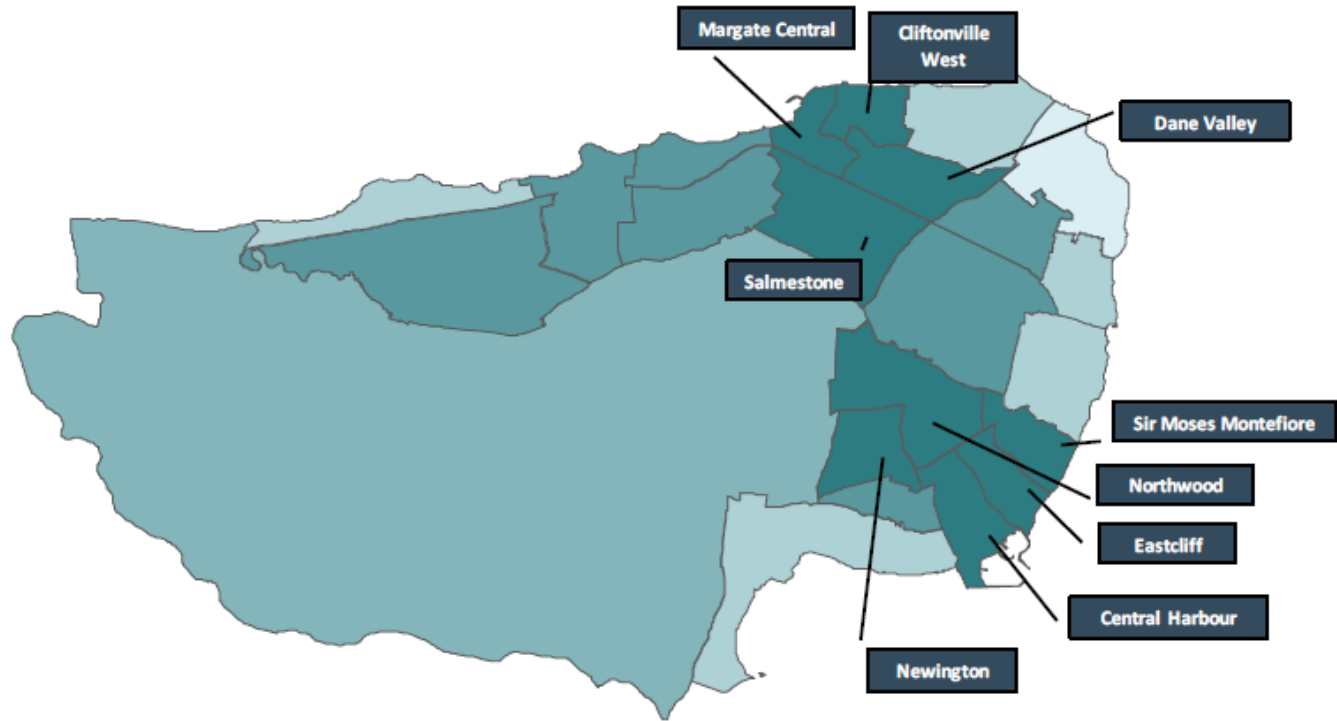 Margate Central
Cliftonville
West
Dane Valley
Salmestone
Sir Moses Montefiore
Northwood
Eastcliff
Central Harbour
Newington